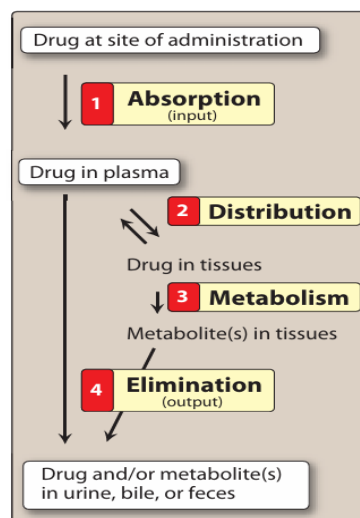 Drug at site of administration
1 Absorption
(input)
Drug in plasma
2 Distribution
Drug in tissues
3 Metabolism
Metabolite(s) in tissues
4 Elimination
(output)
Drug and/or metabolite(s)
in urine, bile, or feces